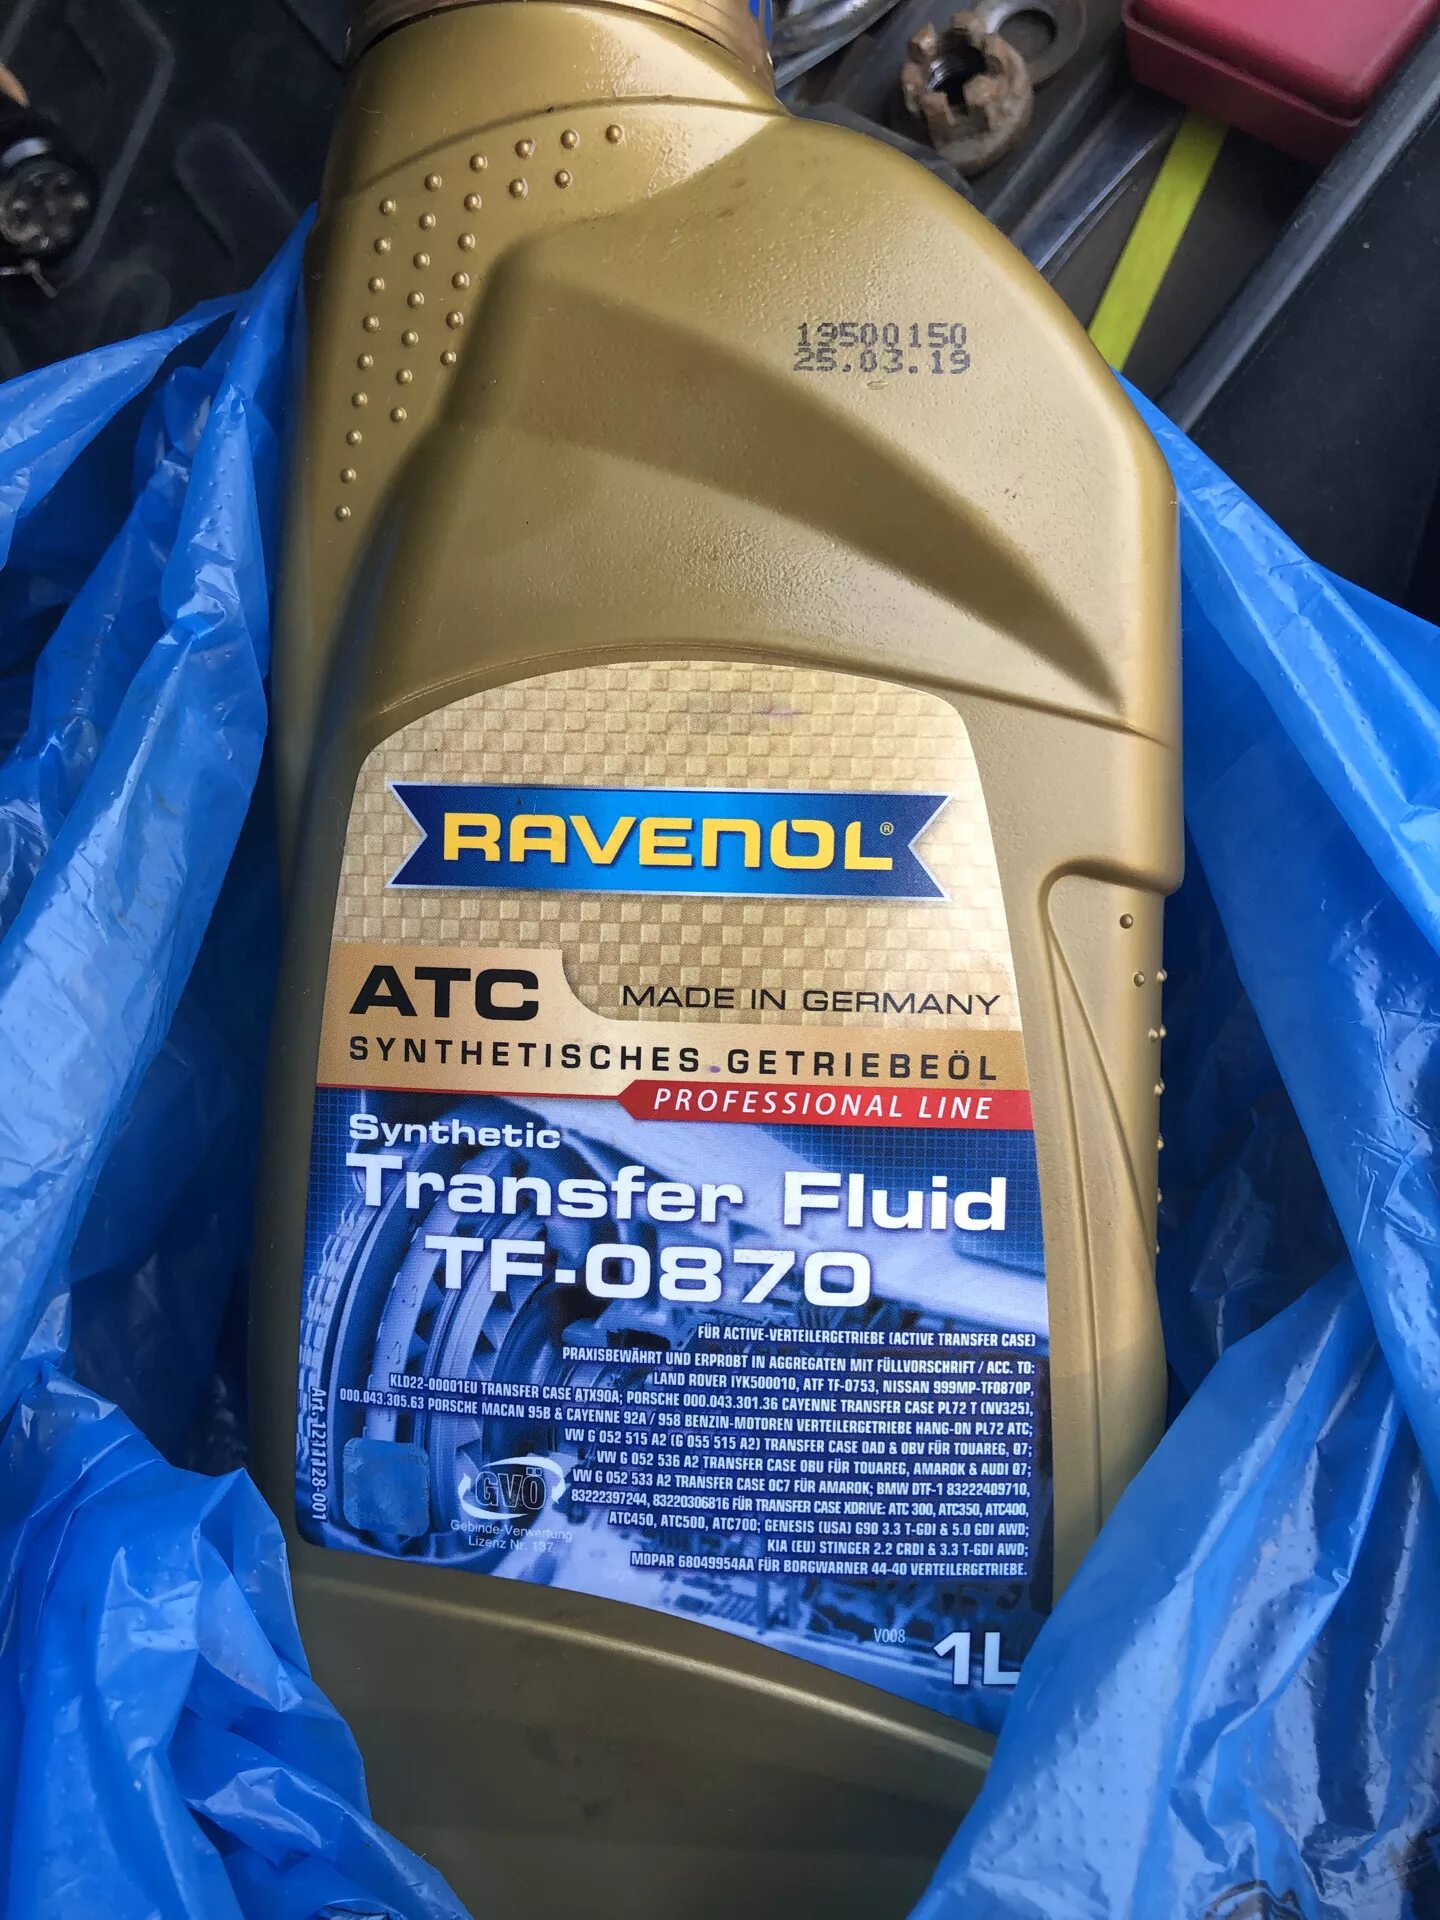 19500150
25.03.19
RAVENOL®
ATC
MADE IN GERMANY
SYNTHETISCHES GETRIEBEÖL
PROFESSIONAL LINE
Synthetic
Transfer Fluid
TF-0870
FÜR ACTIVE-VERTEILERGETRIEBE (ACTIVE TRANSFER CASE)
PRAXISBEWÄHRT UND ERPROBT IN AGGREGATEN MIT FÜLLVORSCHRIFT / ACC. TO:
LAND ROVER IYK500010, ATF TF-0753, NISSAN 999MP-TF0870P,
KLD22-00001EU TRANSFER CASE ATX90A; PORSCHE 000.043.301.36 CAYENNE TRANSFER CASE PL72 T (NV325),
000.043.305.63 PORSCHE MACAN 95B & CAYENNE 92A / 958 BENZIN-MOTOREN VERTEILERGETRIEBE HANG-ON PL72 ATC;
VW G 052 515 A2 (G 055 515 A2) TRANSFER CASE 0AD & 0BV FÜR TOUAREG, Q7;
VW G 052 536 A2 TRANSFER CASE 0BU FÜR TOUAREG, AMAROK & AUDI Q7;
VW G 052 533 A2 TRANSFER CASE 0C7 FÜR AMAROK; BMW DTF-1 83222409710,
83222397244, 83220306816 FÜR TRANSFER CASE XDRIVE: ATC 300, ATC350, ATC400,
ATC450, ATC500, ATC700; GENESIS (USA) G90 3.3 T-GDI & 5.0 GDI AWD;
KIA (EU) STINGER 2.2 CRDI & 3.3 T-GDI AWD;
MOPAR 68049954AA FÜR BORGWARNER 44-40 VERTEILERGETRIEBE.
Art. 1211128-001
GVÖ
Gebinde-Verwertung
Lizenz Nr. 137
V008
1L